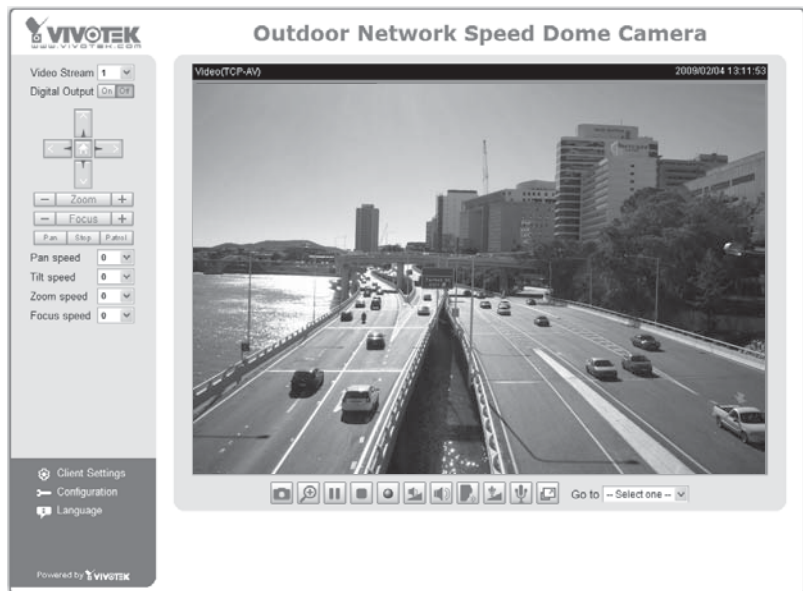 VIVOTEK
www.vivotek.com
Outdoor Network Speed Dome Camera
Video Stream 1
Digital Output On Off
Zoom
Focus
Pan Stop Patrol
Pan speed 0
Tilt speed 0
Zoom speed 0
Focus speed 0
Client Settings
Configuration
Language
Powered by VIVOTEK
Video(TCP-AV) 2009/02/04 13:11:53
Go to -- Select one --